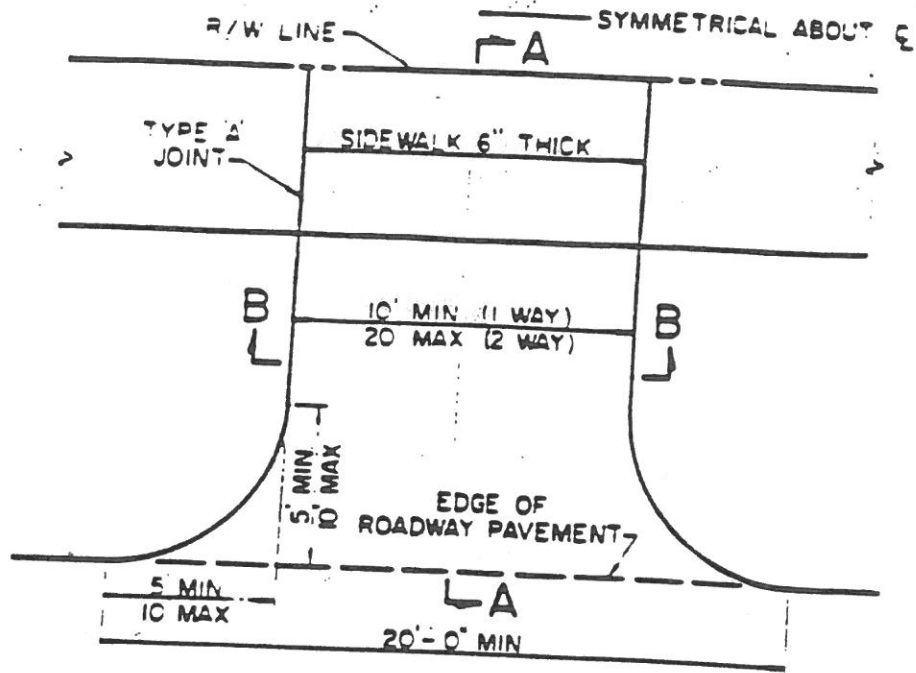 SYMMETRICAL ABOUT ℄
R/W LINE
A
TYPE 'A'
JOINT
SIDEWALK 6" THICK
B
10' MIN (1 WAY)
20 MAX (2 WAY)
B
5' MIN
10' MAX
EDGE OF
ROADWAY PAVEMENT
A
5 MIN
10 MAX
20'-0" MIN